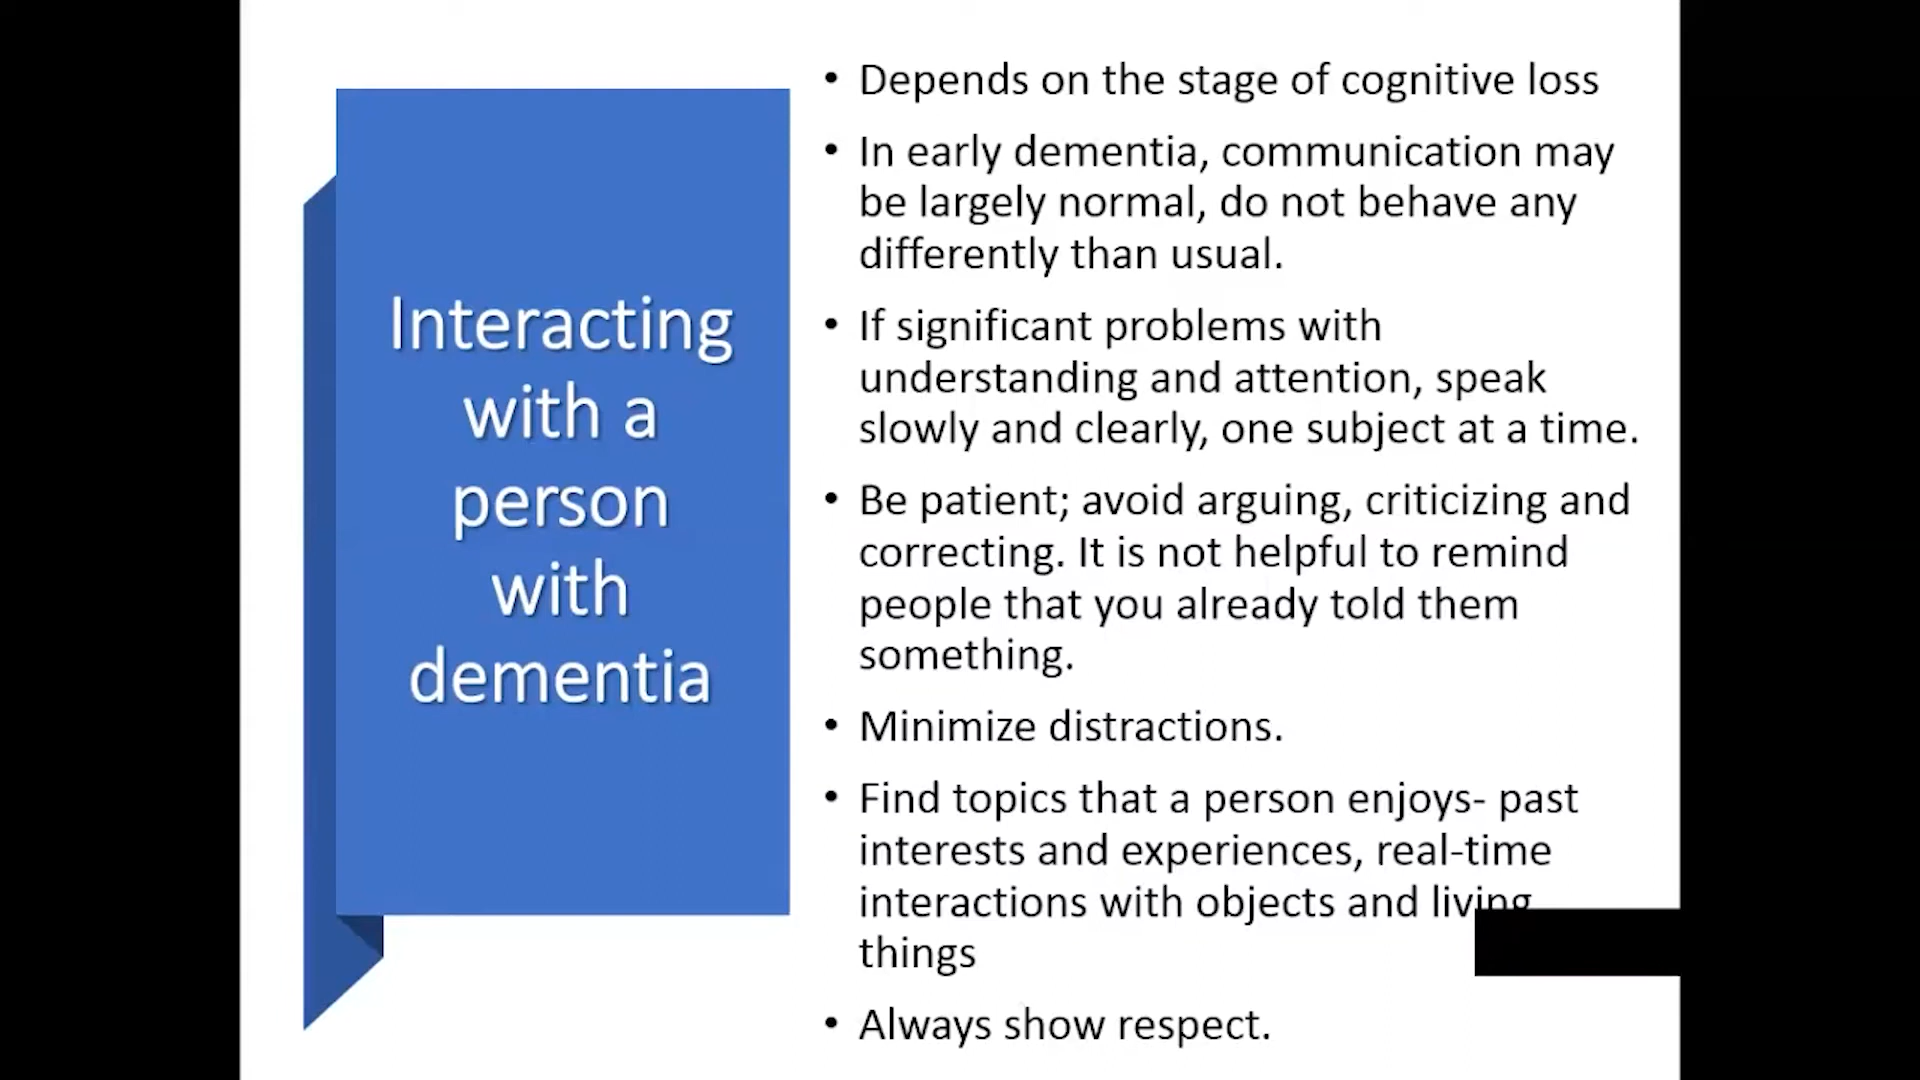 Interacting
with a
person
with
dementia
• Depends on the stage of cognitive loss
• In early dementia, communication may
be largely normal, do not behave any
differently than usual.
• If significant problems with
understanding and attention, speak
slowly and clearly, one subject at a time.
• Be patient; avoid arguing, criticizing and
correcting. It is not helpful to remind
people that you already told them
something.
• Minimize distractions.
• Find topics that a person enjoys- past
interests and experiences, real-time
interactions with objects and living
things
• Always show respect.